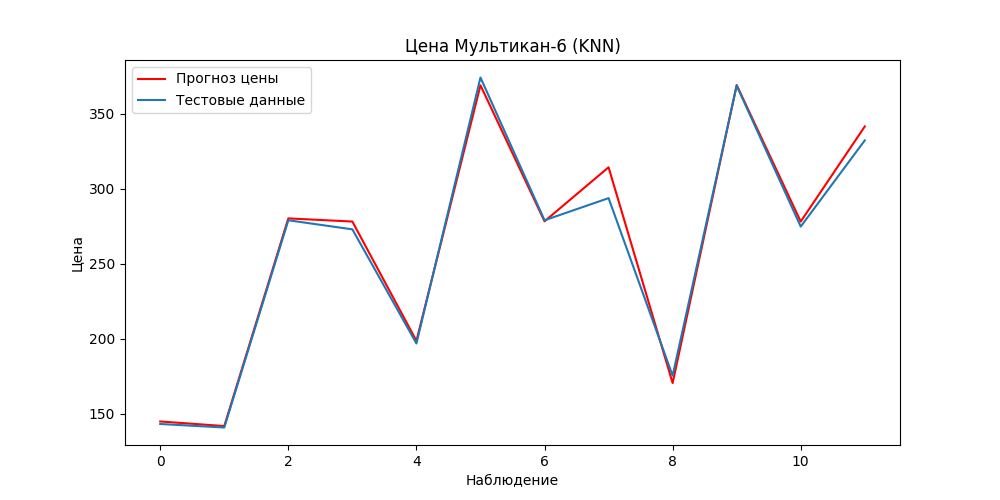 Цена Мультикан-6 (KNN)
Прогноз цены
Тестовые данные
350
300
250
200
150
Цена
0 2 4 6 8 10
Наблюдение